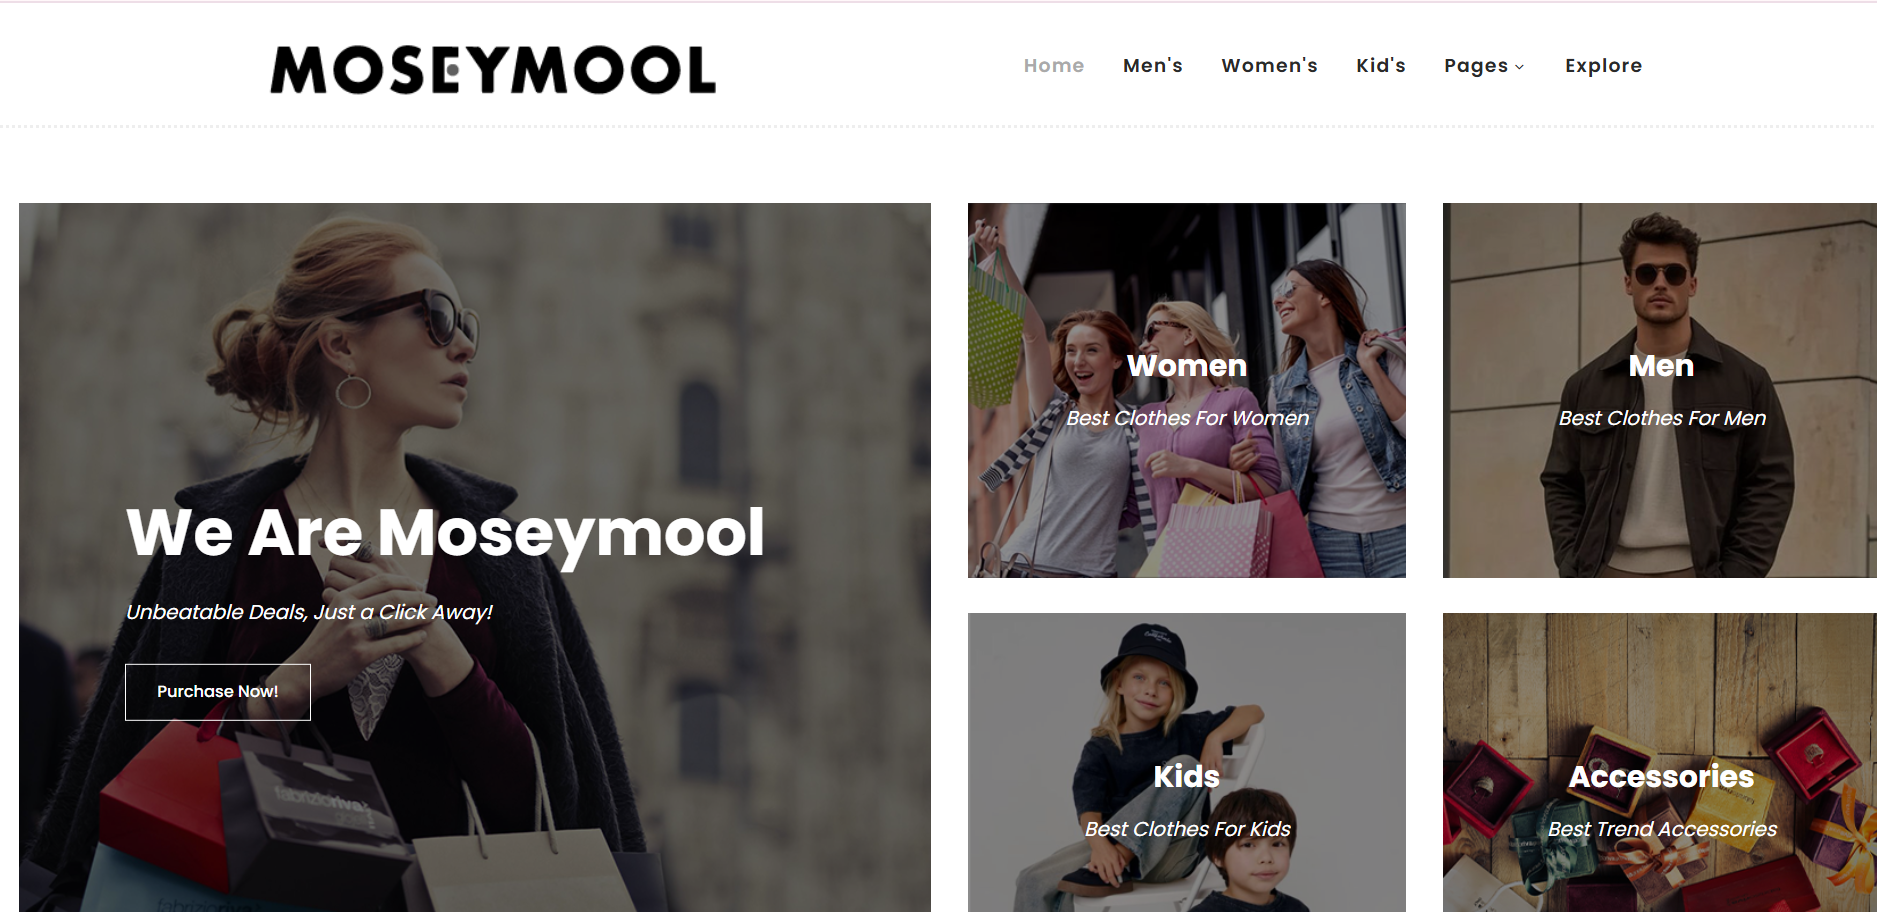 MOSEYMOOL
Home Men's Women's Kid's Pages Explore
We Are Moseymool
Unbeatable Deals, Just a Click Away!
Purchase Now!
fabrizioriva
Women
Best Clothes For Women
Men
Best Clothes For Men
Kids
Best Clothes For Kids
Accessories
Best Trend Accessories